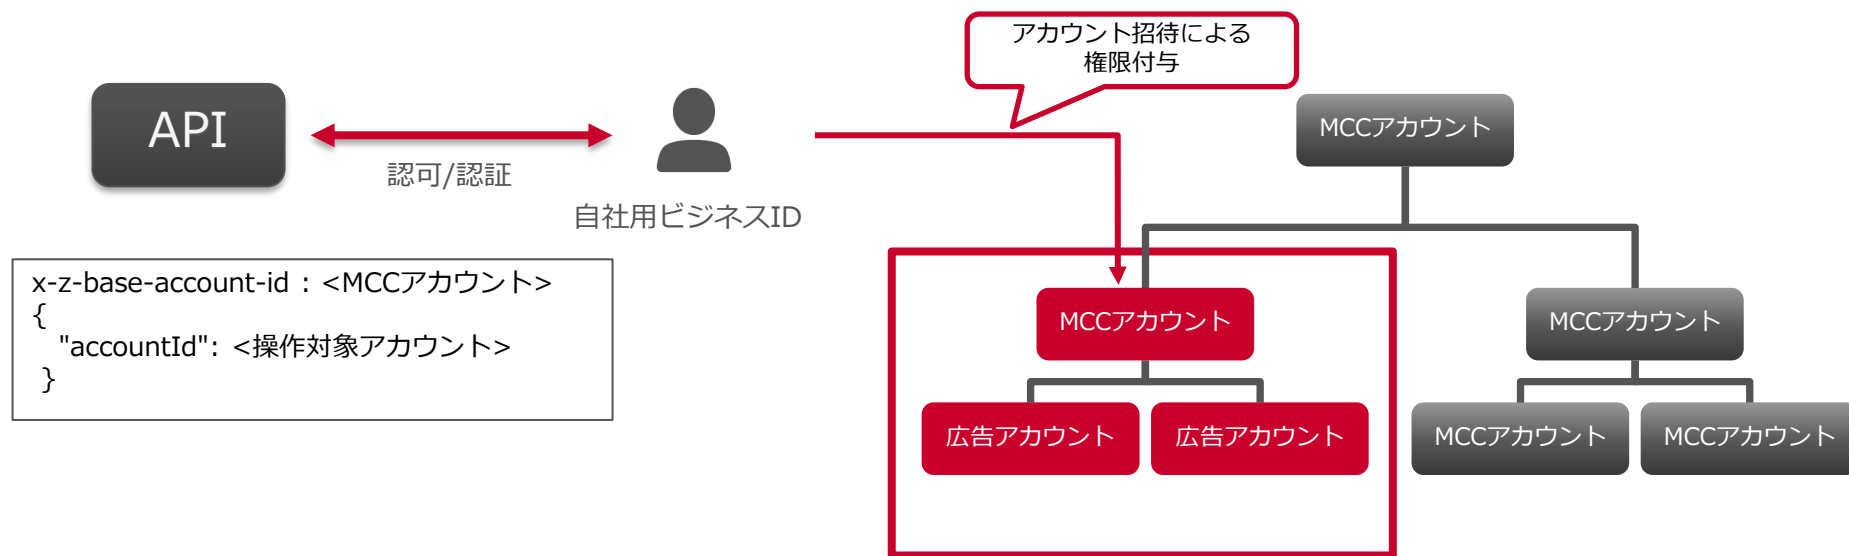 アカウント招待による
権限付与
API
認可/認証
自社用ビジネスID
MCCアカウント
x-z-base-account-id : <MCCアカウント>
{
"accountId": <操作対象アカウント>
}
MCCアカウント
MCCアカウント
広告アカウント
広告アカウント
MCCアカウント
MCCアカウント